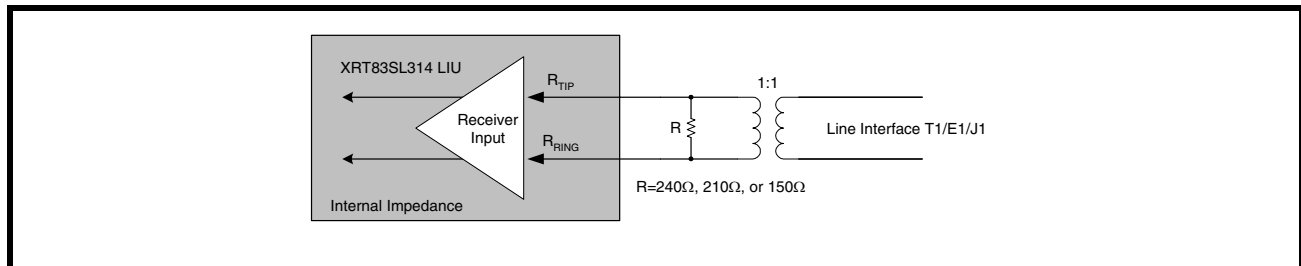 XRT83SL314 LIU
RTIP
1:1
Receiver
Input
R
Line Interface T1/E1/J1
RRING
R=240Ω, 210Ω, or 150Ω
Internal Impedance